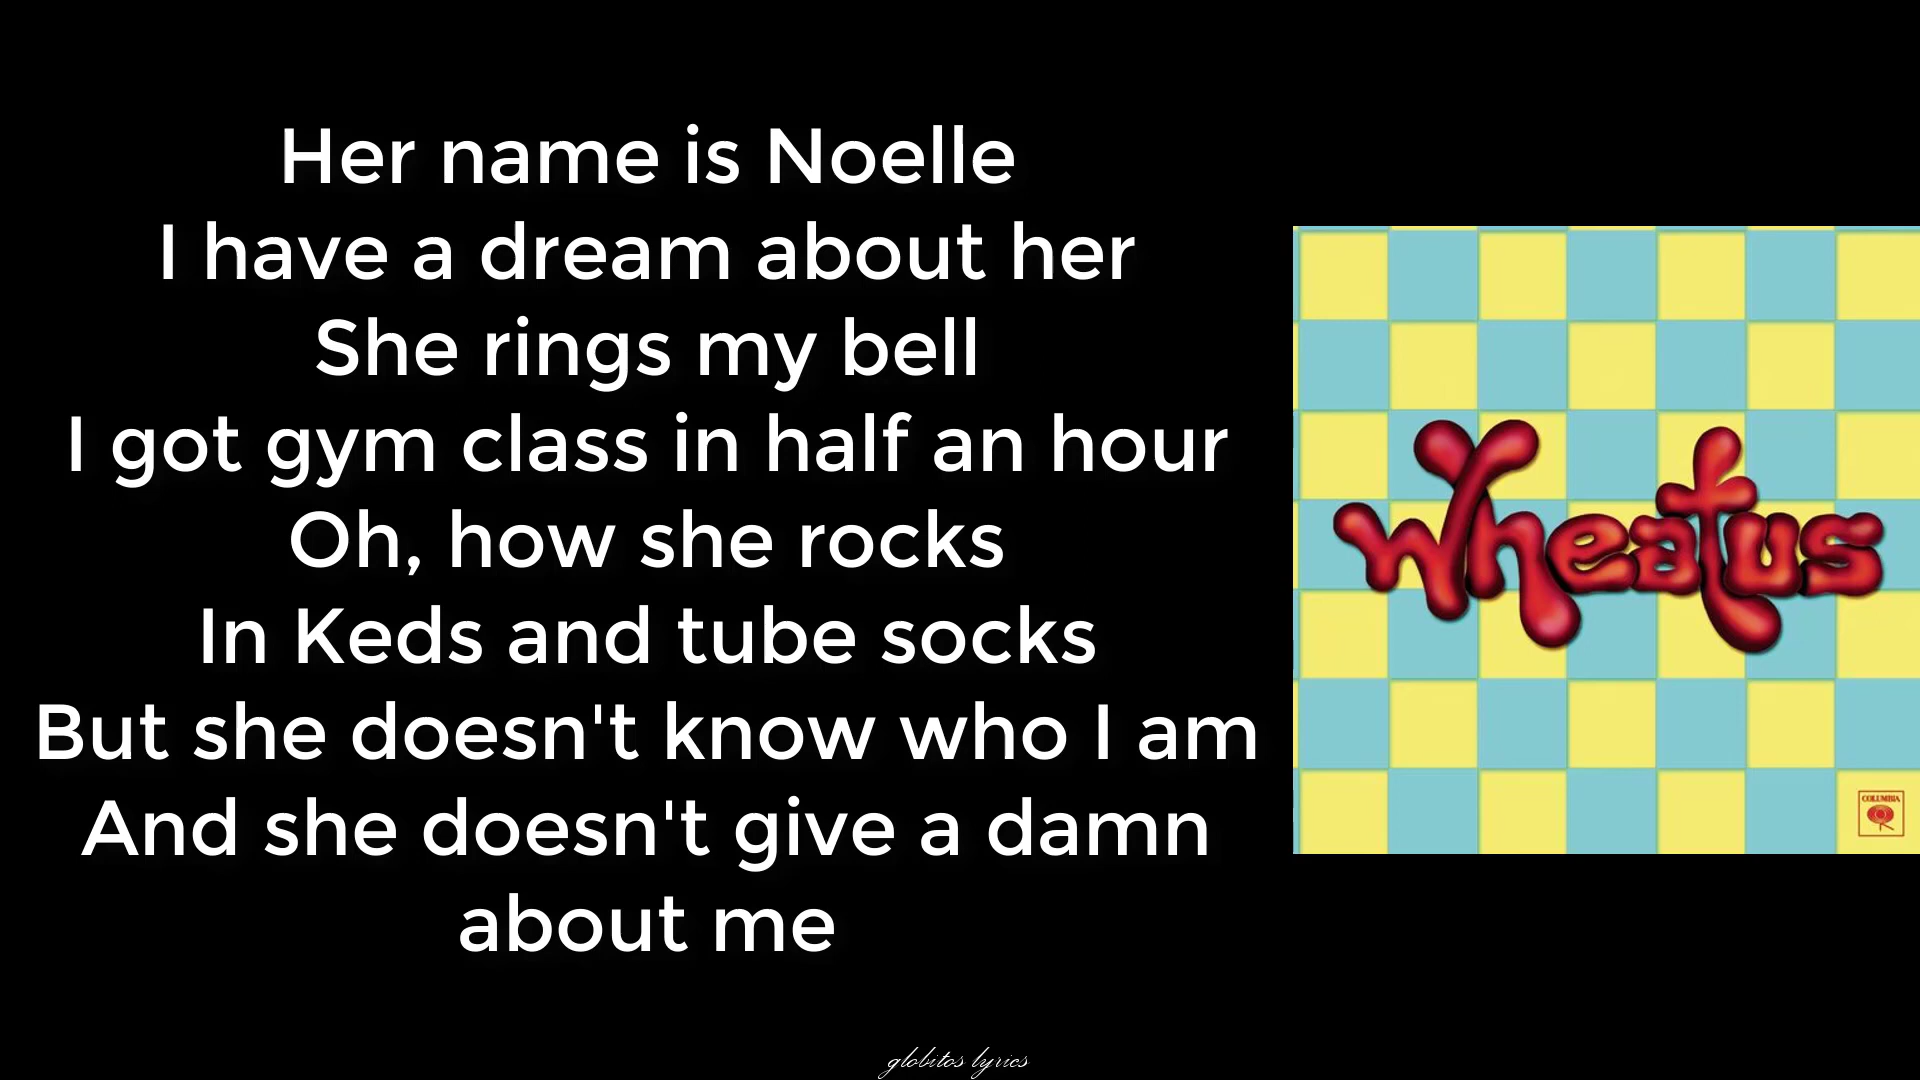 Her name is Noelle
I have a dream about her
She rings my bell
I got gym class in half an hour
Oh, how she rocks
In Keds and tube socks
But she doesn't know who I am
And she doesn't give a damn
about me
wheatus
COLUMBIA
globitos lyrics